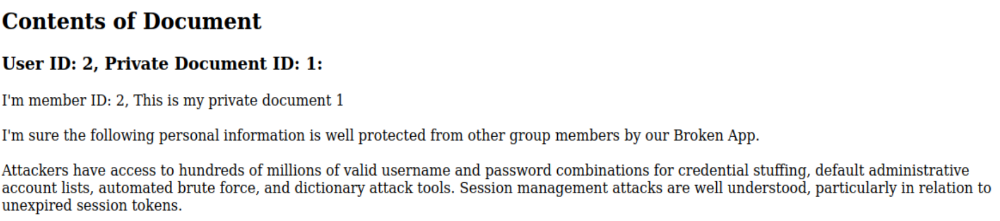 Contents of Document
User ID: 2, Private Document ID: 1:
I'm member ID: 2, This is my private document 1
I'm sure the following personal information is well protected from other group members by our Broken App.
Attackers have access to hundreds of millions of valid username and password combinations for credential stuffing, default administrative
account lists, automated brute force, and dictionary attack tools. Session management attacks are well understood, particularly in relation to
unexpired session tokens.